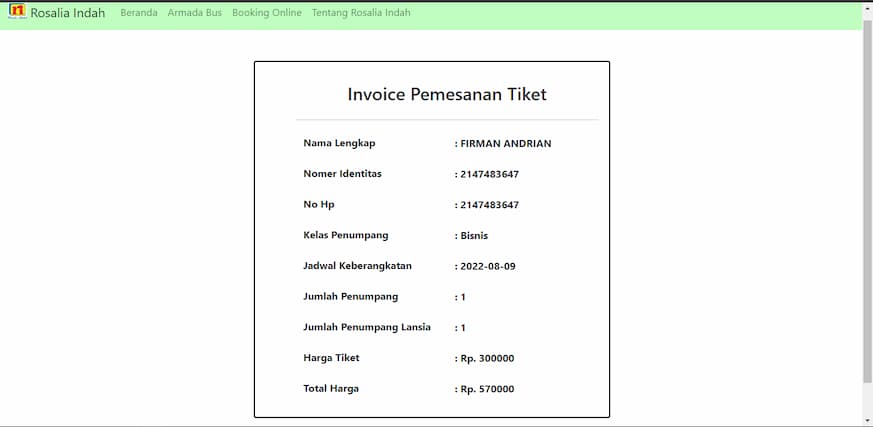 Rosalia Indah Beranda Armada Bus Booking Online Tentang Rosalia Indah
Invoice Pemesanan Tiket
Nama Lengkap : FIRMAN ANDRIAN
Nomer Identitas : 2147483647
No Hp : 2147483647
Kelas Penumpang : Bisnis
Jadwal Keberangkatan : 2022-08-09
Jumlah Penumpang : 1
Jumlah Penumpang Lansia : 1
Harga Tiket : Rp. 300000
Total Harga : Rp. 570000